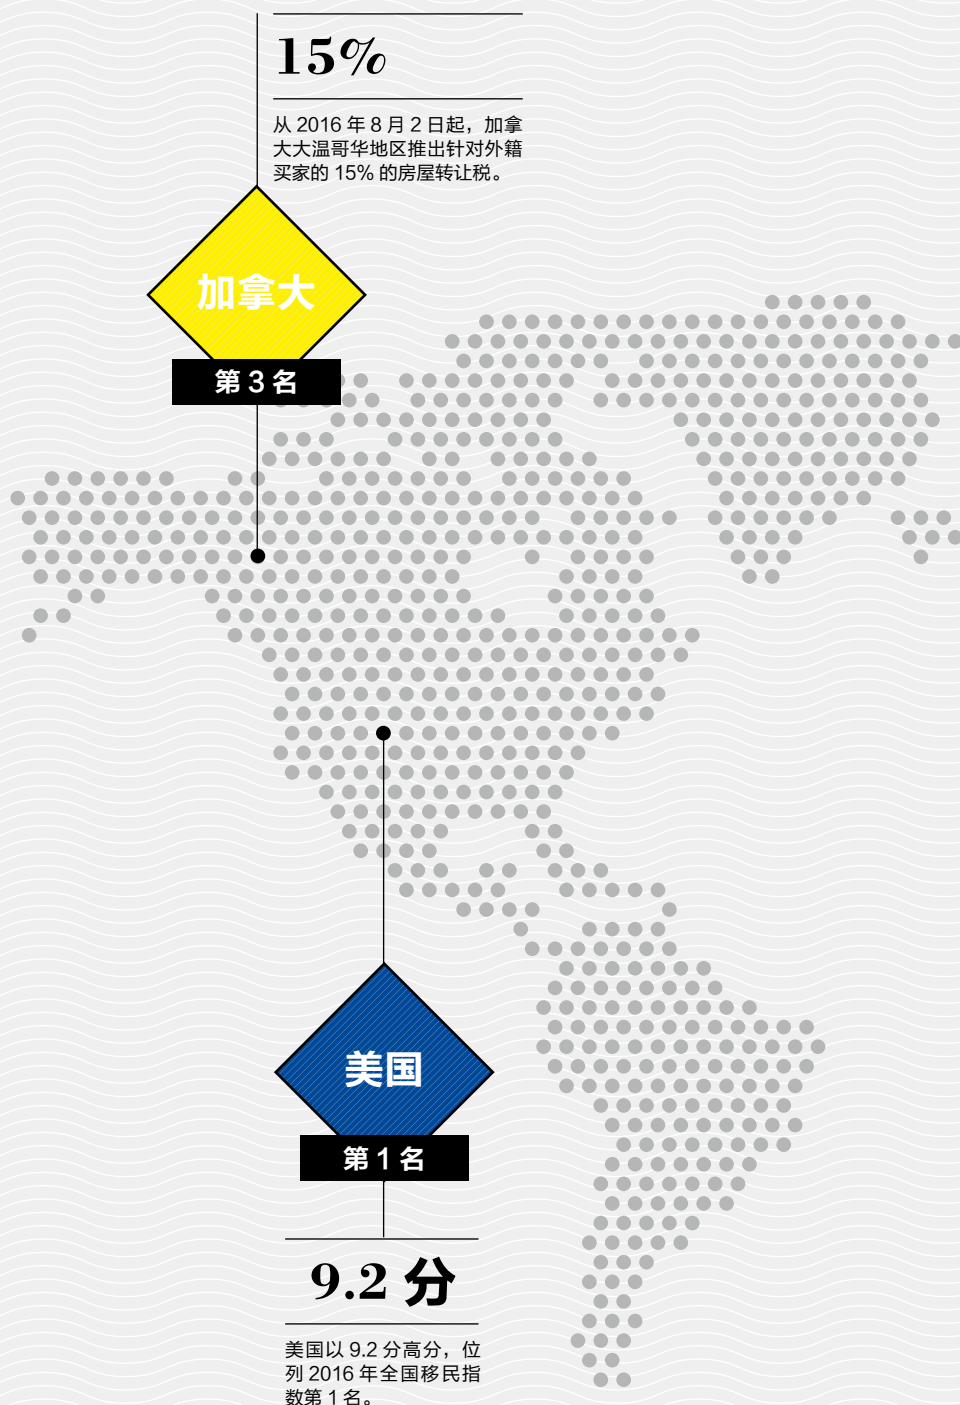 15%
从 2016 年 8 月 2 日起，加拿
大大温哥华地区推出针对外籍
买家的 15% 的房屋转让税。
加拿大
第 3 名
美国
第 1 名
9.2 分
美国以 9.2 分高分，位
列 2016 年全国移民指
数第 1 名。